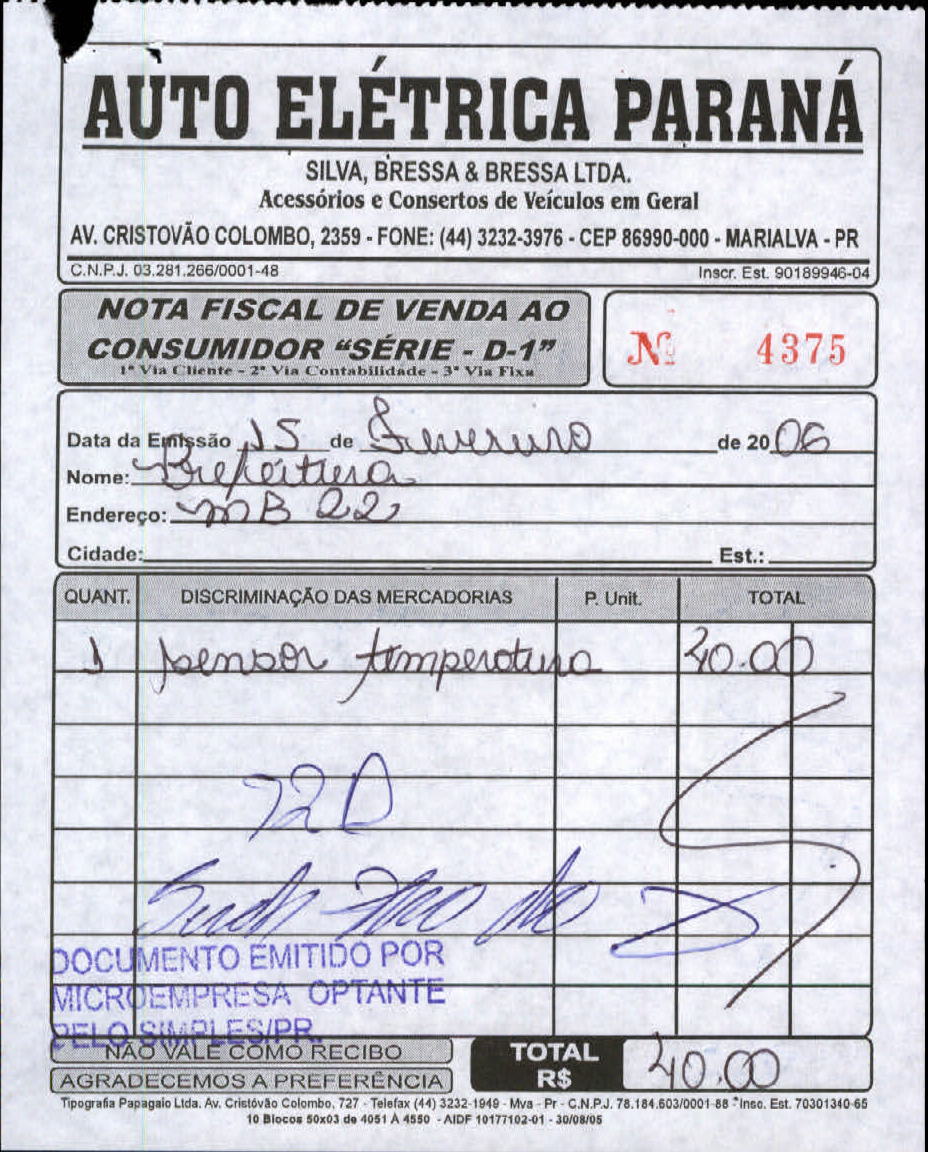 AUTO ELÉTRICA PARANÁ
SILVA, BRESSA & BRESSA LTDA.
Acessórios e Consertos de Veículos em Geral
AV. CRISTOVÃO COLOMBO, 2359 - FONE: (44) 3232-3976 - CEP 86990-000 - MARIALVA - PR
C.N.P.J. 03.281.266/0001-48 Inscr. Est. 90189946-04
NOTA FISCAL DE VENDA AO
CONSUMIDOR “SÉRIE - D-1”
1ª Via Cliente - 2ª Via Contabilidade - 3ª Via Fixa
Nº 4375
Data da Emissão 15 de Fevereiro de 2006
Nome: Prefeitura
Endereço: MB 22
Cidade: Est.:
QUANT. DISCRIMINAÇÃO DAS MERCADORIAS P. Unit. TOTAL
1 sensor temperatura 40.00
720
DOCUMENTO EMITIDO POR
MICROEMPRESA OPTANTE
PELO SIMPLES/PR.
NÃO VALE COMO RECIBO
AGRADECEMOS A PREFERÊNCIA
TOTAL
R$ 40.00
Tipografia Papagaio Ltda. Av. Cristóvão Colombo, 727 - Telefax (44) 3232-1949 - Mva - Pr - C.N.P.J. 78.184.603/0001-88 - Insc. Est. 70301340-65
10 Blocos 50x03 de 4051 À 4550 - AIDF 10177102-01 - 30/08/05